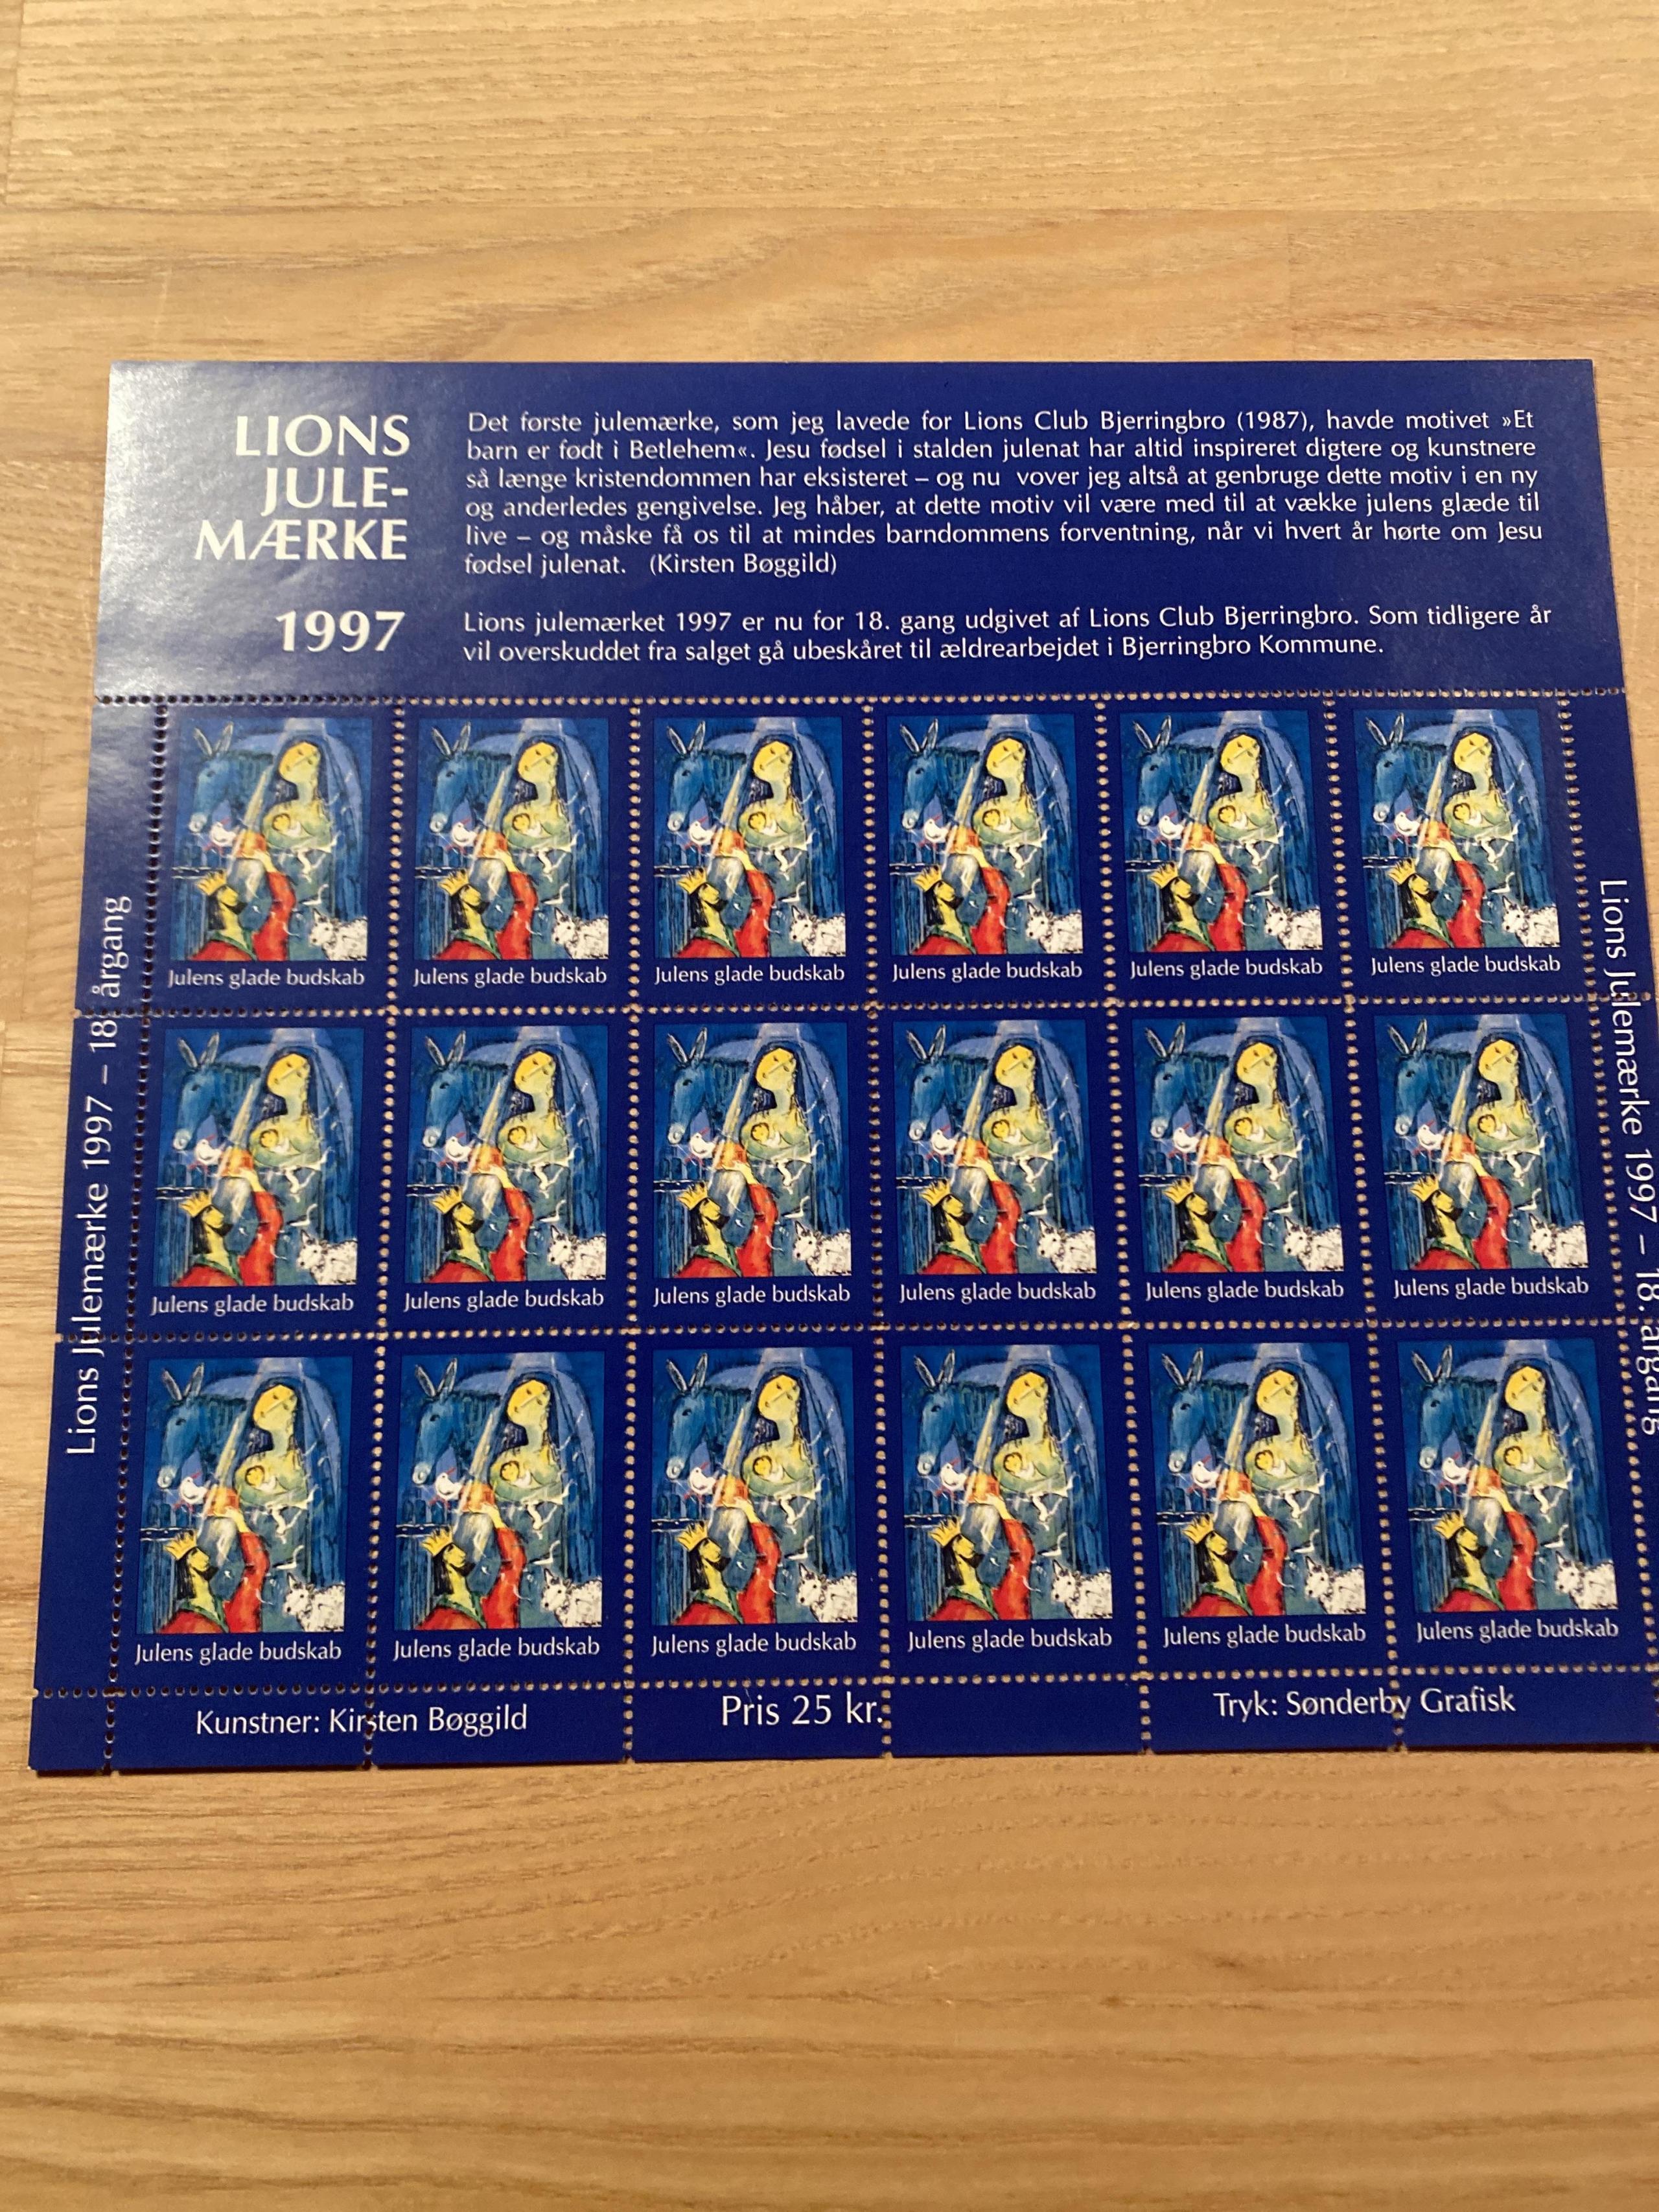 LIONS
JULE-
MÆRKE
1997
Det første julemærke, som jeg lavede for Lions Club Bjerringbro (1987), havde motivet »Et
barn er født i Betlehem«. Jesu fødsel i stalden julenat har altid inspireret digtere og kunstnere
så længe kristendommen har eksisteret – og nu vover jeg altså at genbruge dette motiv i en ny
og anderledes gengivelse. Jeg håber, at dette motiv vil være med til at vække julens glæde til
live – og måske få os til at mindes barndommens forventning, når vi hvert år hørte om Jesu
fødsel julenat. (Kirsten Bøggild)
Lions julemærket 1997 er nu for 18. gang udgivet af Lions Club Bjerringbro. Som tidligere år
vil overskuddet fra salget gå ubeskåret til ældrearbejdet i Bjerringbro Kommune.
Lions Julemærke 1997 – 18. årgang
Julens glade budskab Julens glade budskab Julens glade budskab Julens glade budskab Julens glade budskab Julens glade budskab
Julens glade budskab Julens glade budskab Julens glade budskab Julens glade budskab Julens glade budskab Julens glade budskab
Julens glade budskab Julens glade budskab Julens glade budskab Julens glade budskab Julens glade budskab Julens glade budskab
Lions Julemærke 1997 – 18. årgang
Kunstner: Kirsten Bøggild Pris 25 kr. Tryk: Sønderby Grafisk